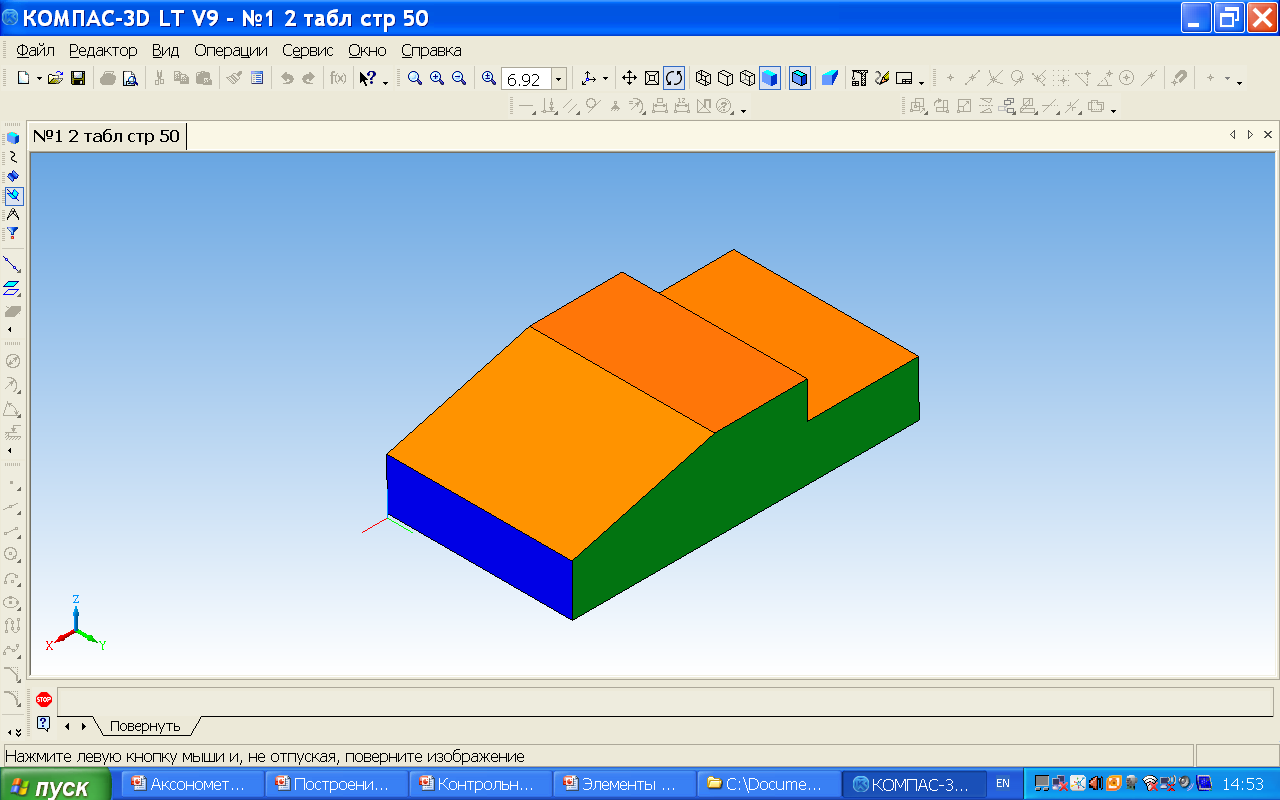 КОМПАС-3D LT V9 - №1 2 табл стр 50
Файл Редактор Вид Операции Сервис Окно Справка
6.92
f(x)
№1 2 табл стр 50
Z
X
Y
STOP
Повернуть
Нажмите левую кнопку мыши и, не отпуская, поверните изображение
пуск
Аксономет...
Построени...
Контрольн...
Элементы ...
C:\Docume...
КОМПАС-3...
EN
14:53